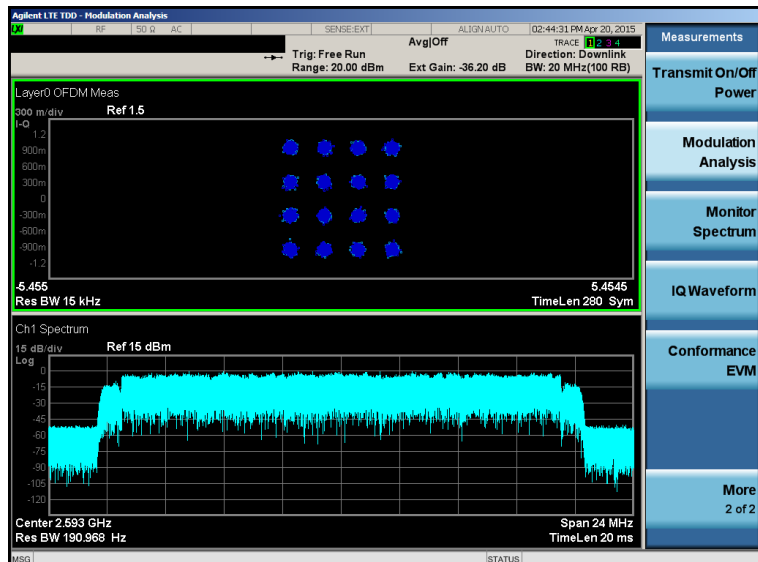 Agilent LTE TDD - Modulation Analysis
LXI RF 50 Ω AC SENSE:EXT ALIGN AUTO 02:44:31 PM Apr 20, 2015
Avg|Off TRACE 1 2 3 4
Trig: Free Run Direction: Downlink
Range: 20.00 dBm Ext Gain: -36.20 dB BW: 20 MHz(100 RB)
Measurements
Transmit On/Off
Power
Modulation
Analysis
Monitor
Spectrum
IQ Waveform
Conformance
EVM
More
2 of 2
Layer0 OFDM Meas
300 m/div Ref 1.5
I-Q
1.2
900m
600m
300m
0
-300m
-600m
-900m
-1.2
-5.455 5.4545
Res BW 15 kHz TimeLen 280 Sym
Ch1 Spectrum
15 dB/div Ref 15 dBm
Log
0
-15
-30
-45
-60
-75
-90
-105
-120
Center 2.593 GHz Span 24 MHz
Res BW 190.968 Hz TimeLen 20 ms
MSG STATUS